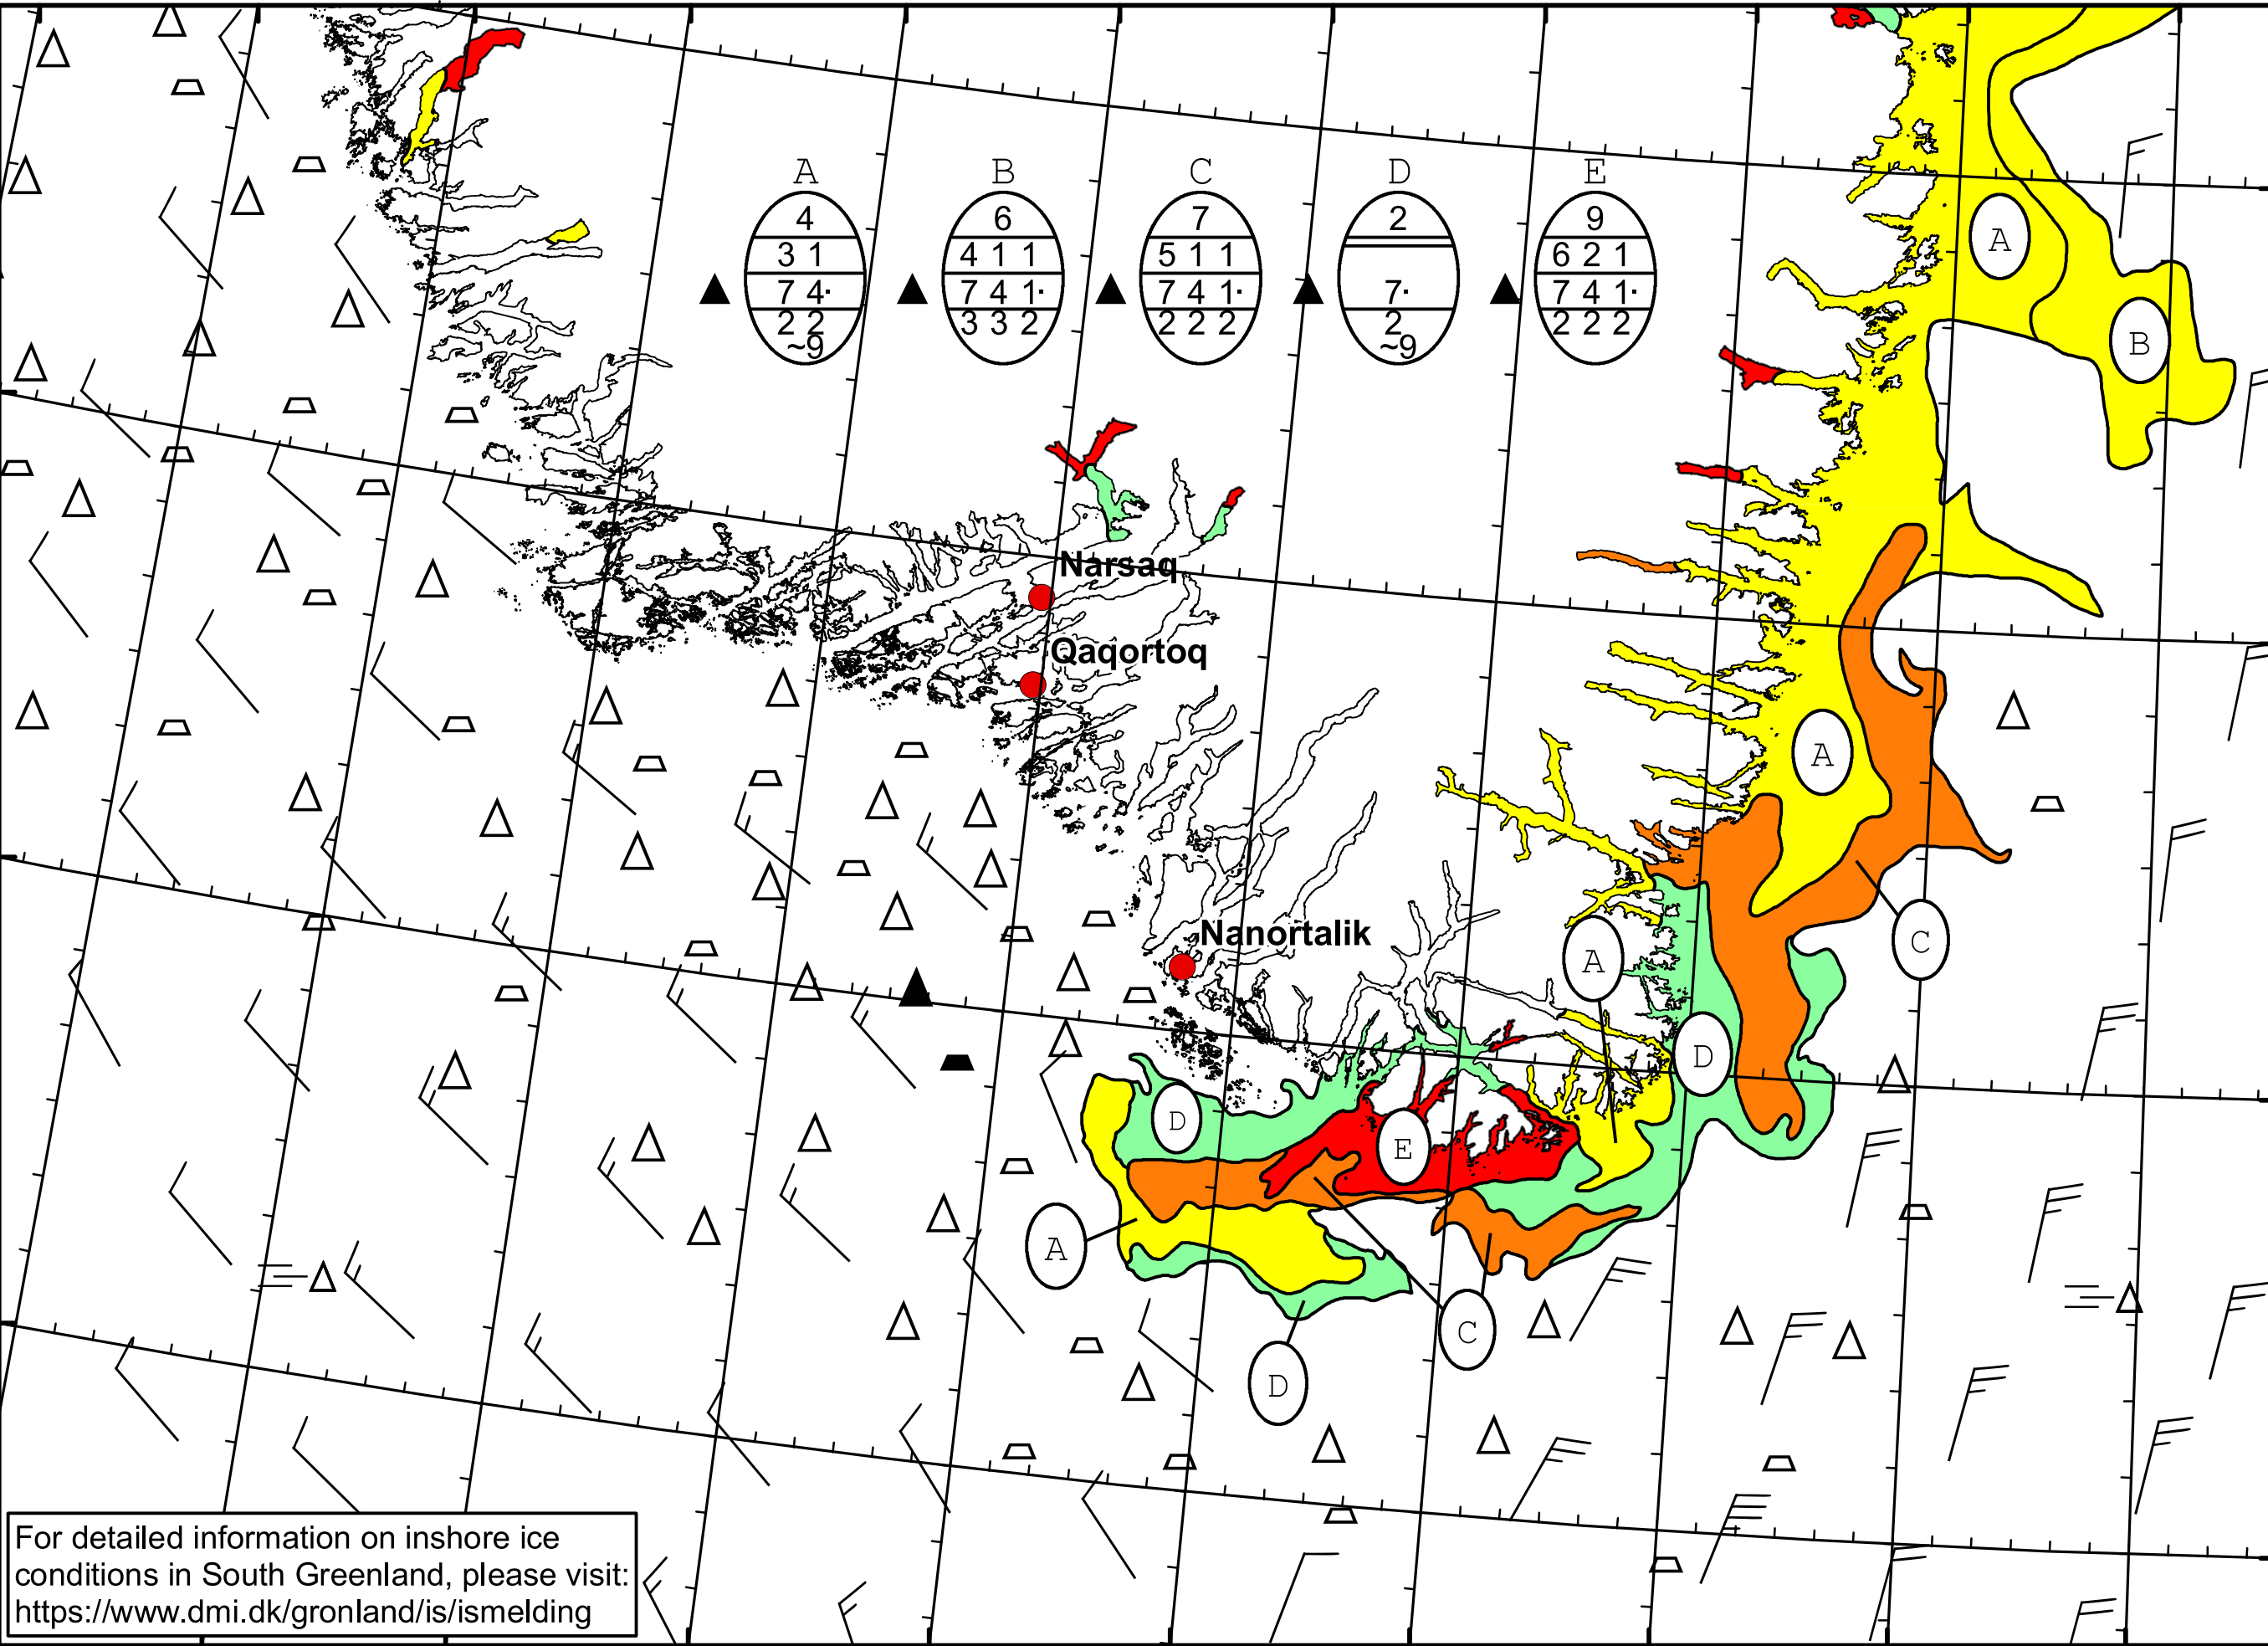 A B C D E
4 6 7 2 9
3 1 4 1 1 5 1 1 6 2 1
7 4· 7 4 1· 7 4 1· 7· 7 4 1·
2 2 3 3 2 2 2 2 2 2 2 2
~9 ~9
A
B
Narsaq
Qaqortoq
A
Nanortalik
A
C
D
D
E
A
C
D
For detailed information on inshore ice
conditions in South Greenland, please visit:
https://www.dmi.dk/gronland/is/ismelding